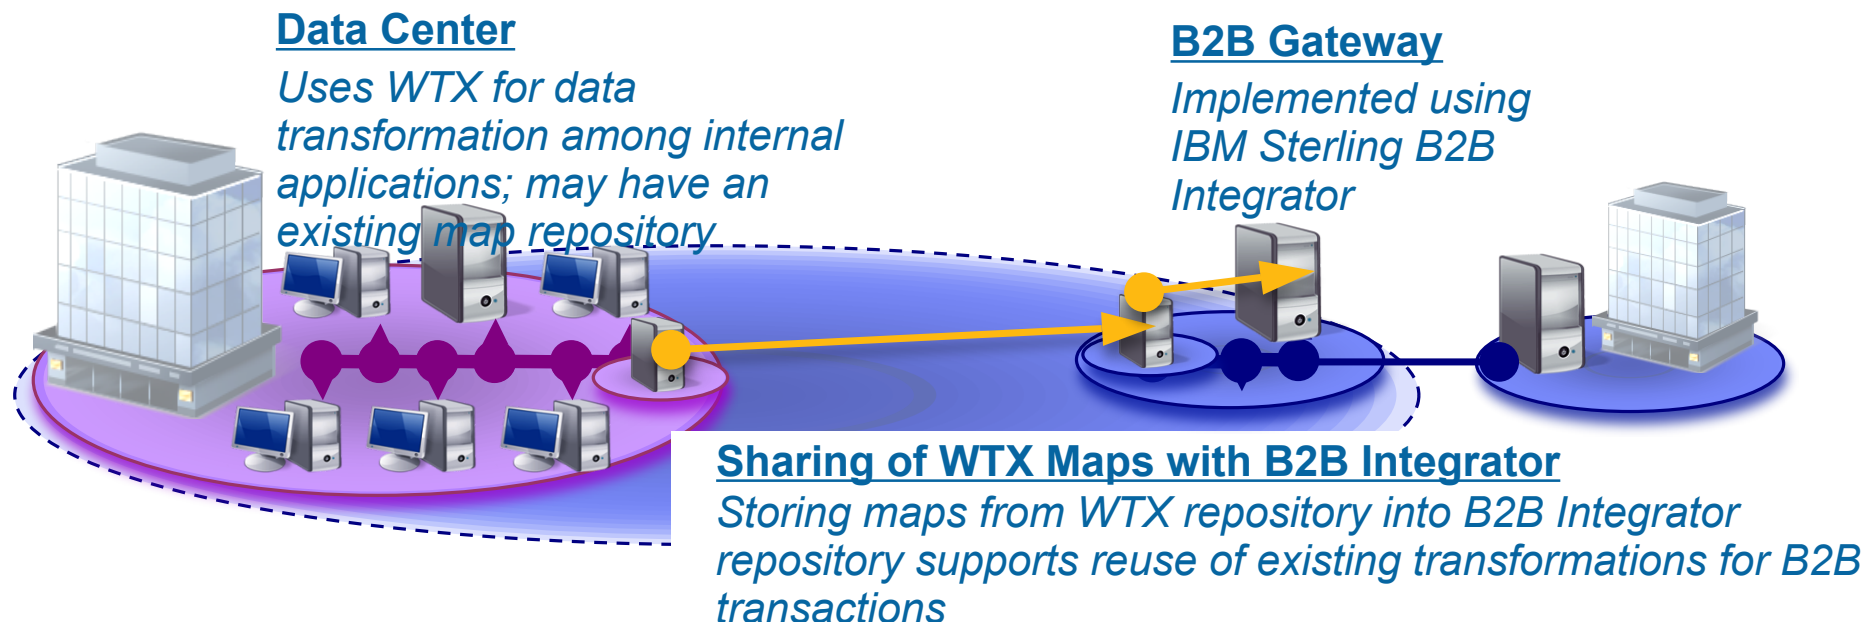 Data Center
Uses WTX for data
transformation among internal
applications; may have an
existing map repository
B2B Gateway
Implemented using
IBM Sterling B2B
Integrator
Sharing of WTX Maps with B2B Integrator
Storing maps from WTX repository into B2B Integrator
repository supports reuse of existing transformations for B2B
transactions